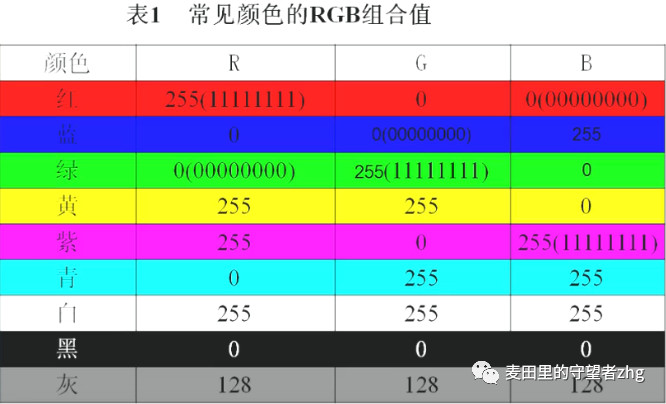 表1 常见颜色的RGB组合值
颜色 R G B
红 255(11111111) 0 0(00000000)
蓝 0 0(00000000) 255
绿 0(00000000) 255(11111111) 0
黄 255 255 0
紫 255 0 255(11111111)
青 0 255 255
白 255 255 255
黑 0 0 0
灰 128 128 128
麦田里的守望者zhg